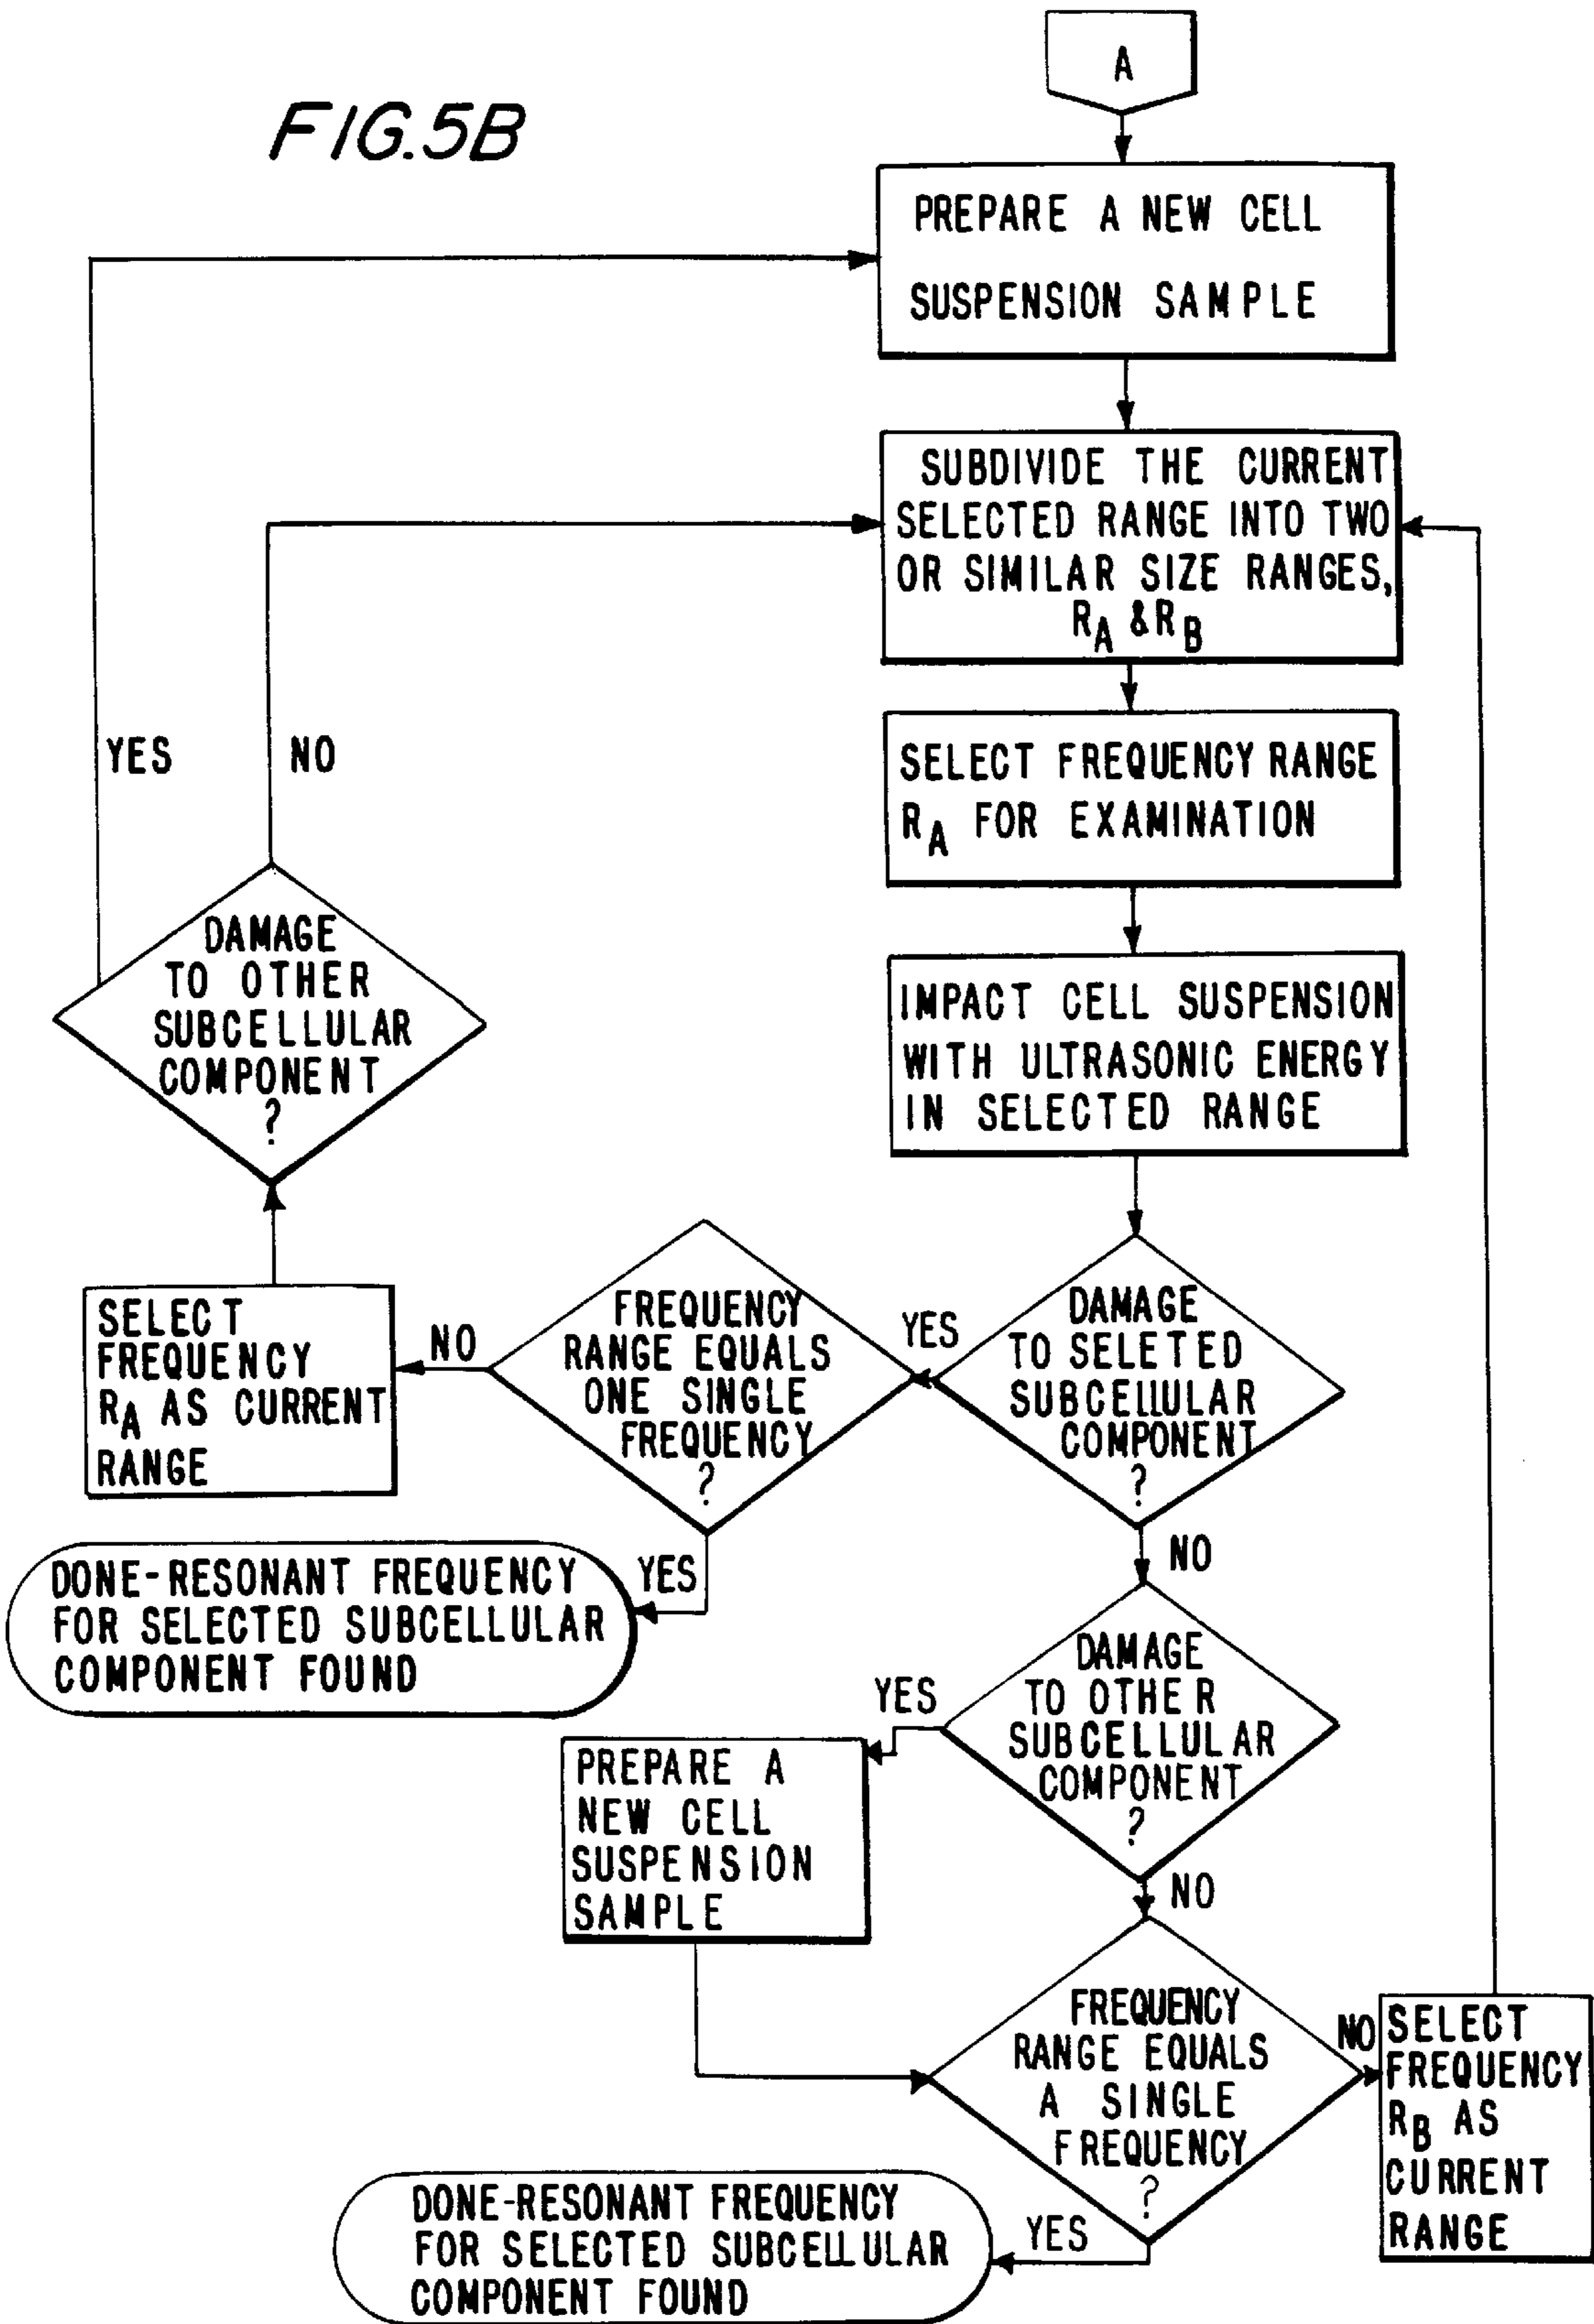 FIG.5B
A
PREPARE A NEW CELL
SUSPENSION SAMPLE
SUBDIVIDE THE CURRENT
SELECTED RANGE INTO TWO
OR SIMILAR SIZE RANGES,
RA &RB
SELECT FREQUENCY RANGE
RA FOR EXAMINATION
IMPACT CELL SUSPENSION
WITH ULTRASONIC ENERGY
IN SELECTED RANGE
DAMAGE
TO SELETED
SUBCELLULAR
COMPONENT
?
YES
NO
FREQUENCY
RANGE EQUALS
ONE SINGLE
FREQUENCY
?
NO
YES
SELECT
FREQUENCY
RA AS CURRENT
RANGE
DAMAGE
TO OTHER
SUBCELLULAR
COMPONENT
?
YES
NO
DONE-RESONANT FREQUENCY
FOR SELECTED SUBCELLULAR
COMPONENT FOUND
DAMAGE
TO OTHER
SUBCELLULAR
COMPONENT
?
YES
NO
PREPARE A
NEW CELL
SUSPENSION
SAMPLE
FREQUENCY
RANGE EQUALS
A SINGLE
FREQUENCY
?
NO
YES
SELECT
FREQUENCY
RB AS
CURRENT
RANGE
DONE-RESONANT FREQUENCY
FOR SELECTED SUBCELLULAR
COMPONENT FOUND